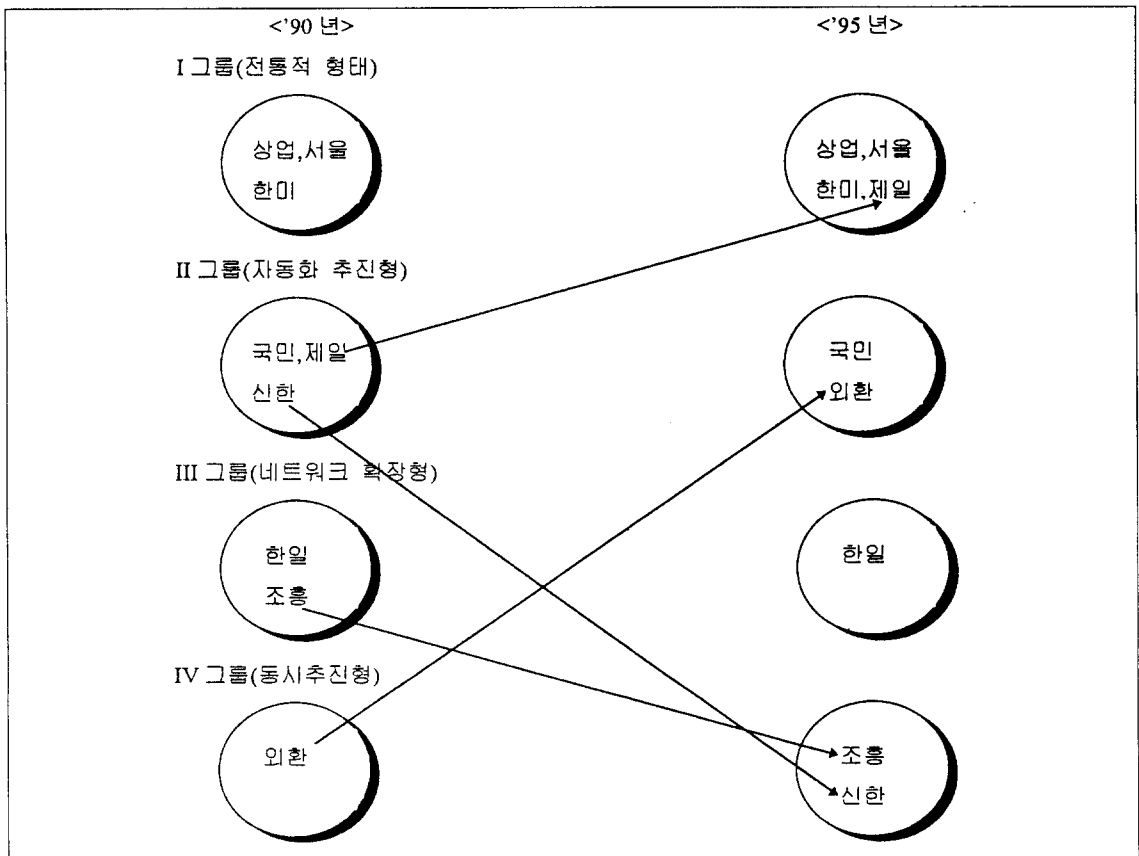 <'90 년> <'95 년>
I 그룹(전통적 형태)
상업,서울 상업,서울
한미 한미,제일
II 그룹(자동화 추진형)
국민,제일 국민
신한 외환
III 그룹(네트워크 확장형)
한일 한일
조흥
IV 그룹(동시추진형)
외환 조흥
신한